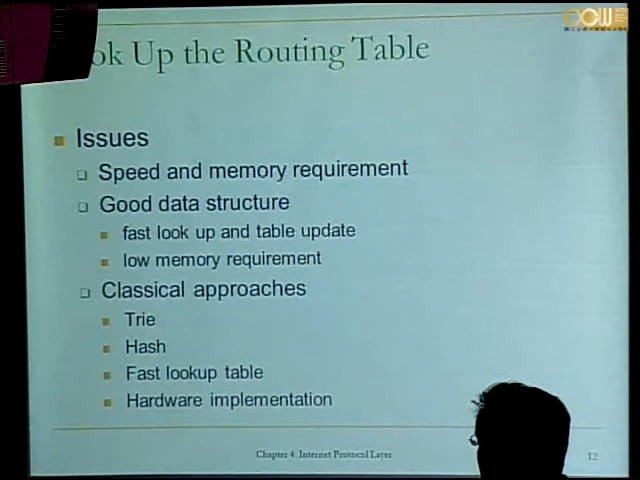 ok Up the Routing Table
Issues
Speed and memory requirement
Good data structure
fast look up and table update
low memory requirement
Classical approaches
Trie
Hash
Fast lookup table
Hardware implementation
Chapter 4: Internet Protocol Layer
12